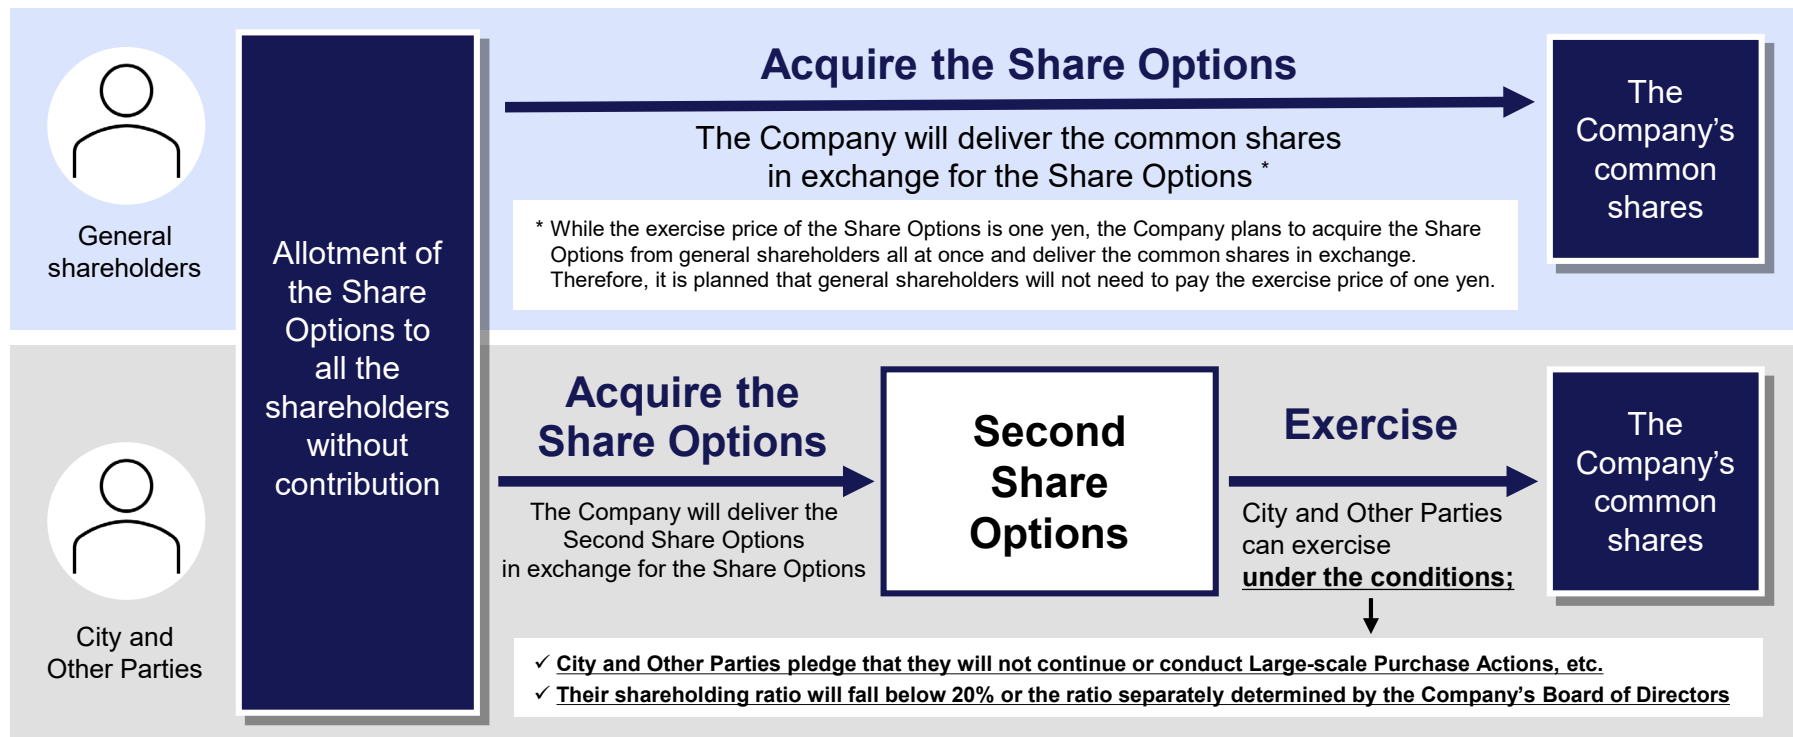 General
shareholders
Allotment of
the Share
Options to
all the
shareholders
without
contribution
Acquire the Share Options
The Company will deliver the common shares
in exchange for the Share Options *
* While the exercise price of the Share Options is one yen, the Company plans to acquire the Share
Options from general shareholders all at once and deliver the common shares in exchange.
Therefore, it is planned that general shareholders will not need to pay the exercise price of one yen.
The
Company’s
common
shares
City and
Other Parties
Acquire the
Share Options
The Company will deliver the
Second Share Options
in exchange for the Share Options
Second
Share
Options
Exercise
City and Other Parties
can exercise
under the conditions;
The
Company’s
common
shares
✓ City and Other Parties pledge that they will not continue or conduct Large-scale Purchase Actions, etc.
✓ Their shareholding ratio will fall below 20% or the ratio separately determined by the Company’s Board of Directors